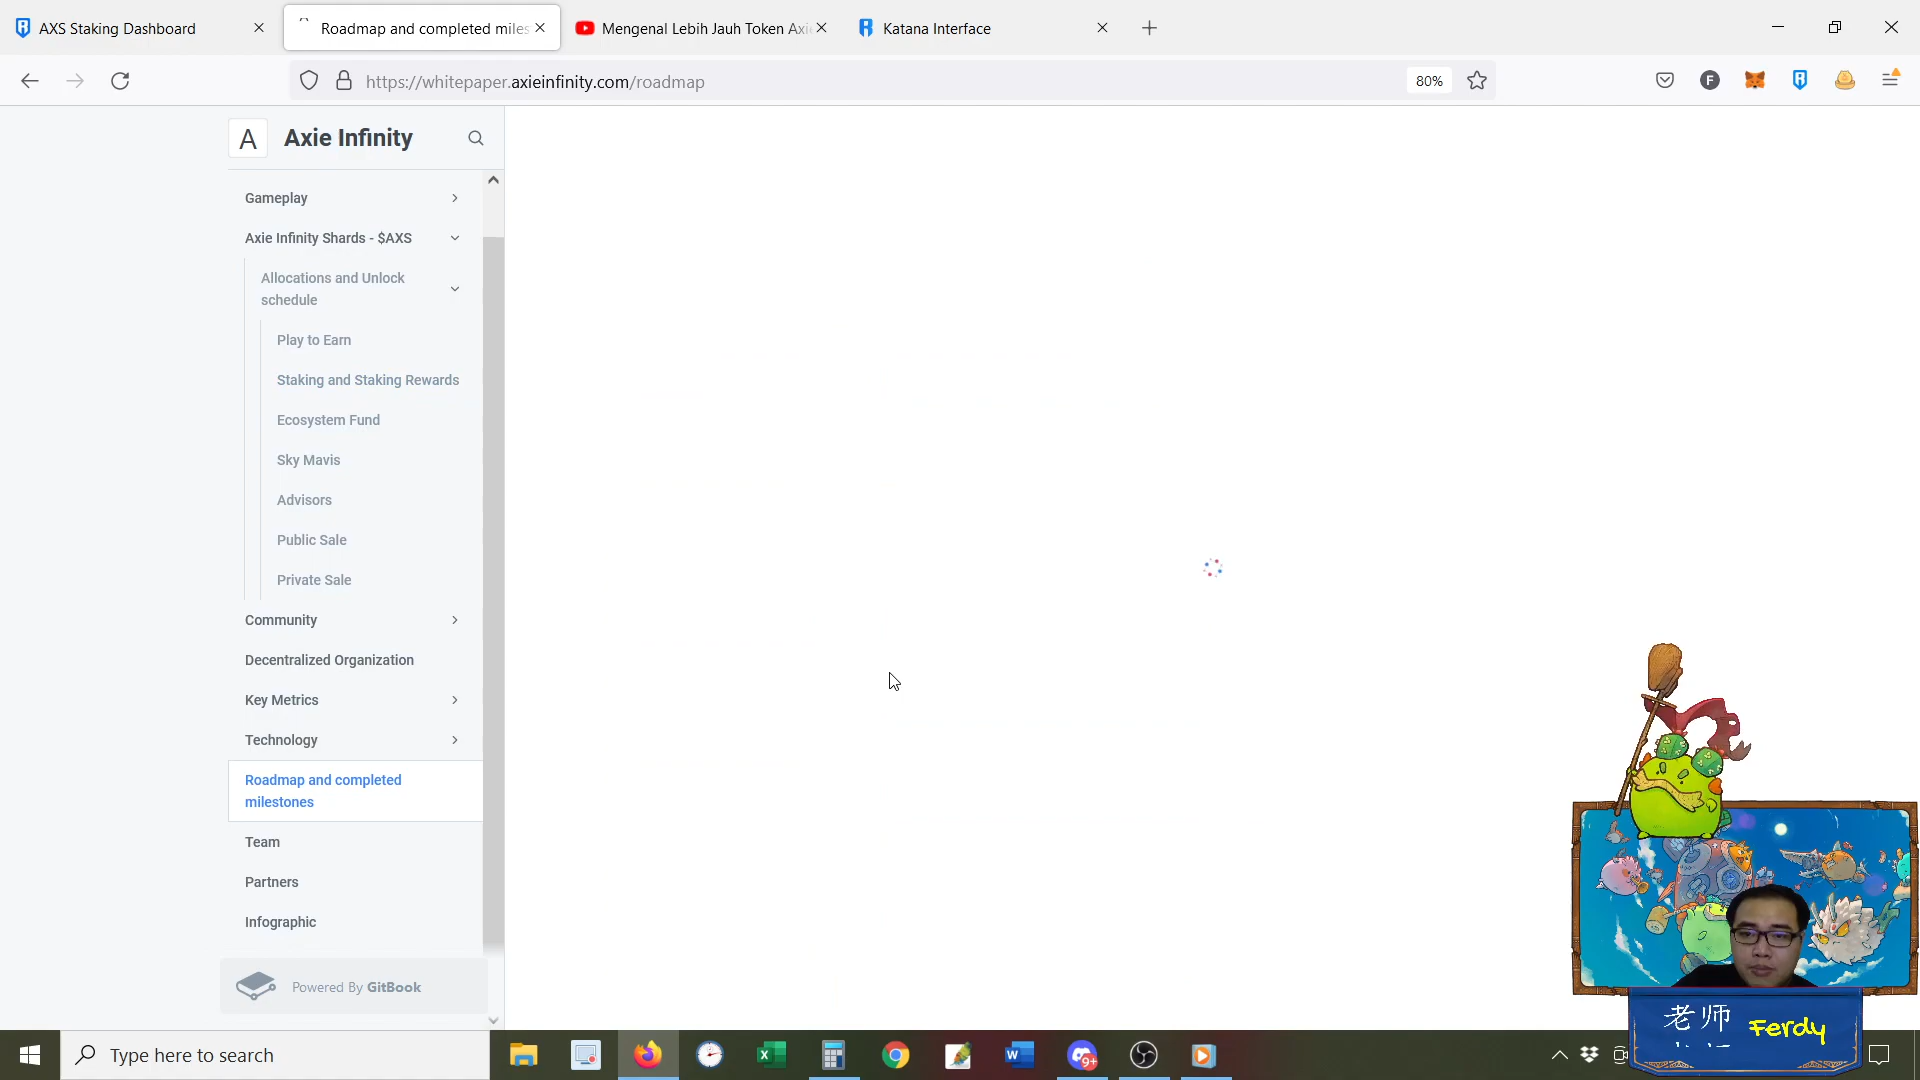 AXS Staking Dashboard
Roadmap and completed miles
Mengenal Lebih Jauh Token Axi
Katana Interface
https://whitepaper.axieinfinity.com/roadmap
80%
F
A
Axie Infinity
Gameplay
Axie Infinity Shards - $AXS
Allocations and Unlock
schedule
Play to Earn
Staking and Staking Rewards
Ecosystem Fund
Sky Mavis
Advisors
Public Sale
Private Sale
Community
Decentralized Organization
Key Metrics
Technology
Roadmap and completed
milestones
Team
Partners
Infographic
Powered By GitBook
老师 Ferdy
Type here to search
9+